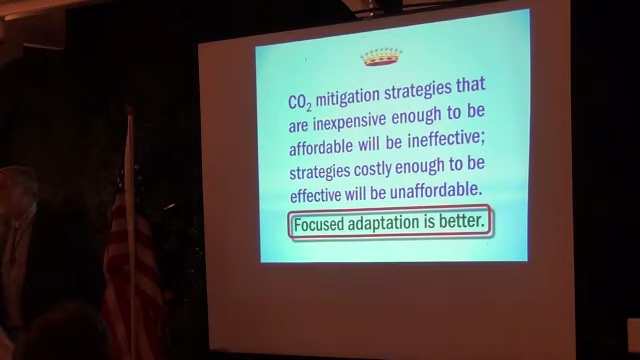 CO₂ mitigation strategies that
are inexpensive enough to be
affordable will be ineffective;
strategies costly enough to be
effective will be unaffordable.
Focused adaptation is better.